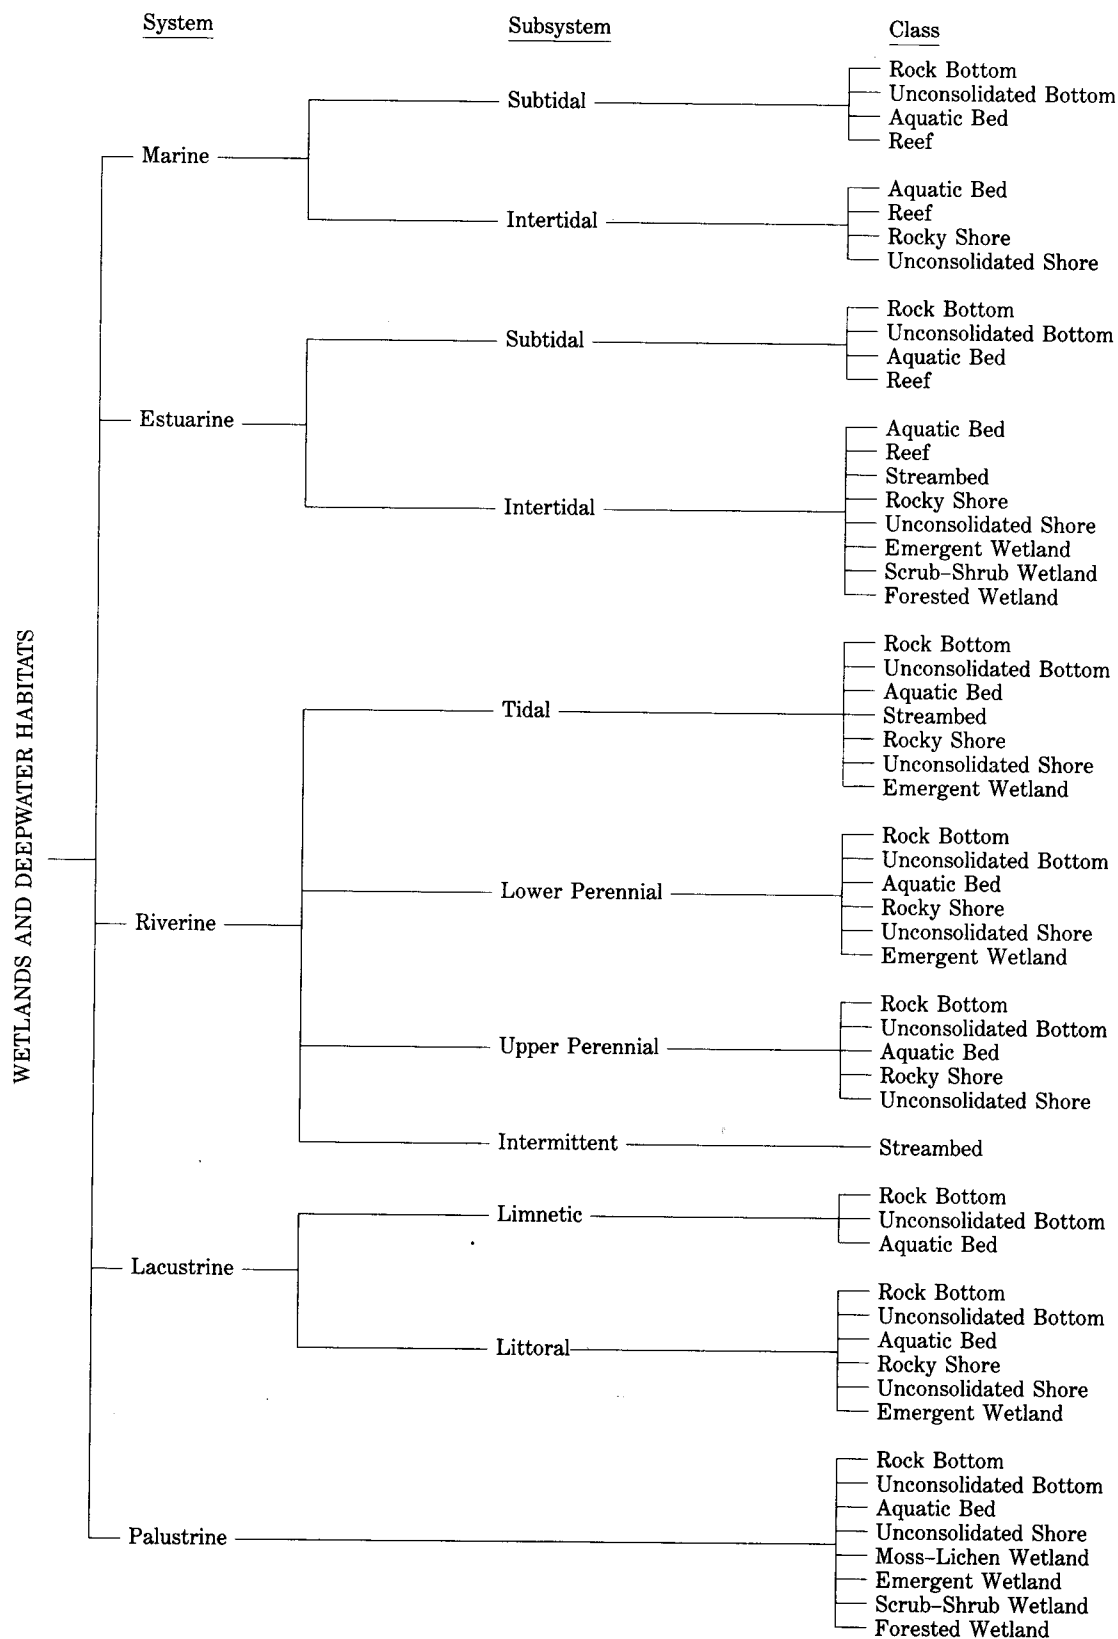 System
Subsystem
Class
WETLANDS AND DEEPWATER HABITATS
Marine
Subtidal
Rock Bottom
Unconsolidated Bottom
Aquatic Bed
Reef
Intertidal
Aquatic Bed
Reef
Rocky Shore
Unconsolidated Shore
Estuarine
Subtidal
Rock Bottom
Unconsolidated Bottom
Aquatic Bed
Reef
Intertidal
Aquatic Bed
Reef
Streambed
Rocky Shore
Unconsolidated Shore
Emergent Wetland
Scrub–Shrub Wetland
Forested Wetland
Riverine
Tidal
Rock Bottom
Unconsolidated Bottom
Aquatic Bed
Streambed
Rocky Shore
Unconsolidated Shore
Emergent Wetland
Lower Perennial
Rock Bottom
Unconsolidated Bottom
Aquatic Bed
Rocky Shore
Unconsolidated Shore
Emergent Wetland
Upper Perennial
Rock Bottom
Unconsolidated Bottom
Aquatic Bed
Rocky Shore
Unconsolidated Shore
Intermittent
Streambed
Lacustrine
Limnetic
Rock Bottom
Unconsolidated Bottom
Aquatic Bed
Littoral
Rock Bottom
Unconsolidated Bottom
Aquatic Bed
Rocky Shore
Unconsolidated Shore
Emergent Wetland
Palustrine
Rock Bottom
Unconsolidated Bottom
Aquatic Bed
Unconsolidated Shore
Moss–Lichen Wetland
Emergent Wetland
Scrub–Shrub Wetland
Forested Wetland